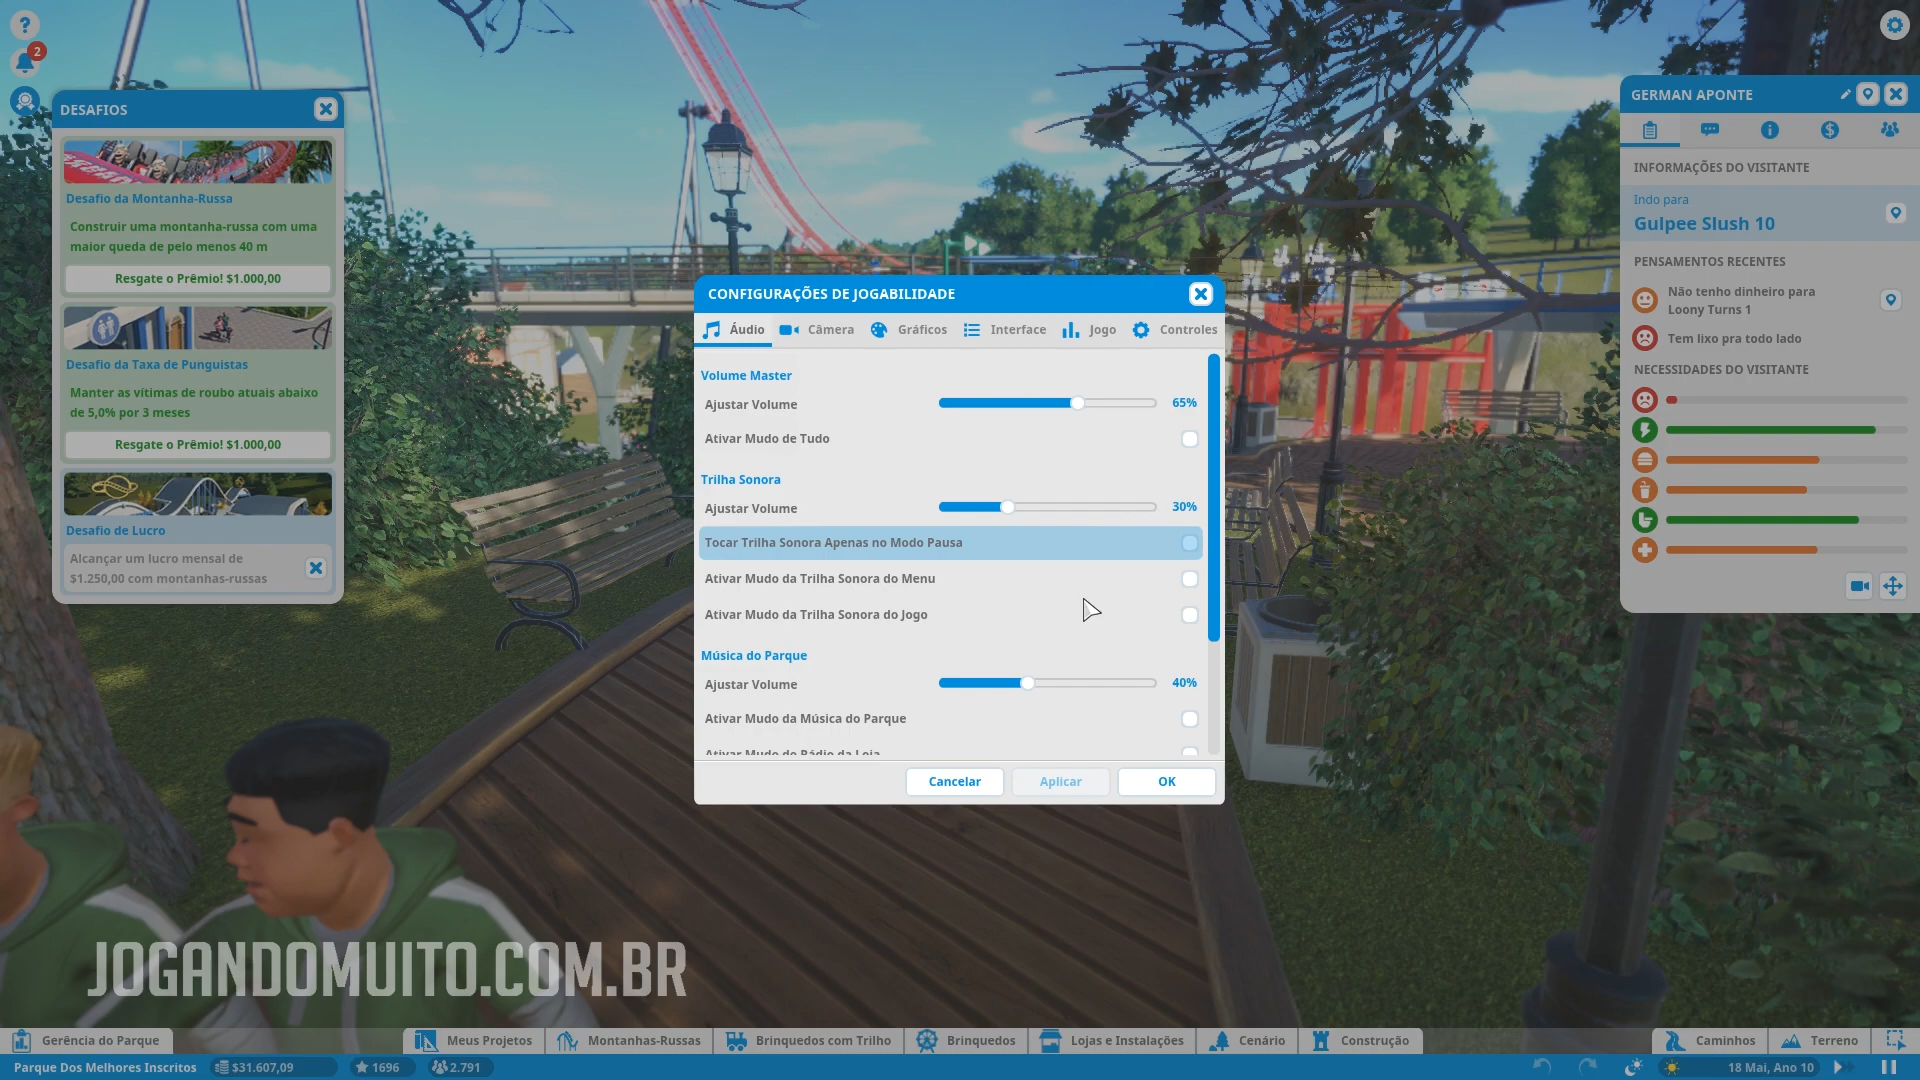 2
DESAFIOS
Desafio da Montanha-Russa
Construir uma montanha-russa com uma
maior queda de pelo menos 40 m
Resgate o Prêmio! $1.000,00
Desafio da Taxa de Punguistas
Manter as vítimas de roubo atuais abaixo
de 5,0% por 3 meses
Resgate o Prêmio! $1.000,00
Desafio de Lucro
Alcançar um lucro mensal de
$1.250,00 com montanhas-russas
CONFIGURAÇÕES DE JOGABILIDADE
Áudio Câmera Gráficos Interface Jogo Controles
Volume Master
Ajustar Volume 65%
Ativar Mudo de Tudo
Trilha Sonora
Ajustar Volume 30%
Tocar Trilha Sonora Apenas no Modo Pausa
Ativar Mudo da Trilha Sonora do Menu
Ativar Mudo da Trilha Sonora do Jogo
Música do Parque
Ajustar Volume 40%
Ativar Mudo da Música do Parque
Ativar Mudo do Rádio da Loja
Cancelar Aplicar OK
GERMAN APONTE
INFORMAÇÕES DO VISITANTE
Indo para
Gulpee Slush 10
PENSAMENTOS RECENTES
Não tenho dinheiro para
Loony Turns 1
Tem lixo pra todo lado
NECESSIDADES DO VISITANTE
JOGANDOMUITO.COM.BR
Gerência do Parque Meus Projetos Montanhas-Russas Brinquedos com Trilho Brinquedos Lojas e Instalações Cenário Construção Caminhos Terreno
Parque Dos Melhores Inscritos $31.607,09 1696 2.791 18 Mai, Ano 10